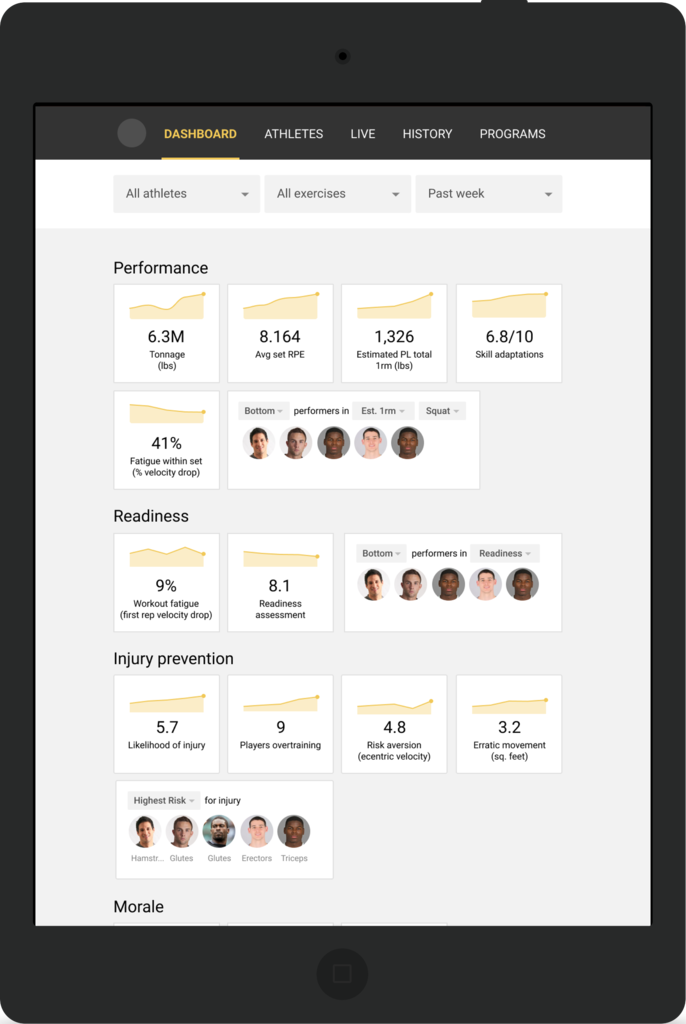 DASHBOARD ATHLETES LIVE HISTORY PROGRAMS
All athletes All exercises Past week
Performance
6.3M
Tonnage
(lbs)
8.164
Avg set RPE
1,326
Estimated PL total
1rm (lbs)
6.8/10
Skill adaptations
41%
Fatigue within set
(% velocity drop)
Bottom performers in Est. 1rm Squat
Readiness
9%
Workout fatigue
(first rep velocity drop)
8.1
Readiness
assessment
Bottom performers in Readiness
Injury prevention
5.7
Likelihood of injury
9
Players overtraining
4.8
Risk aversion
(ecentric velocity)
3.2
Erratic movement
(sq. feet)
Highest Risk for injury
Hamstr... Glutes Glutes Erectors Triceps
Morale